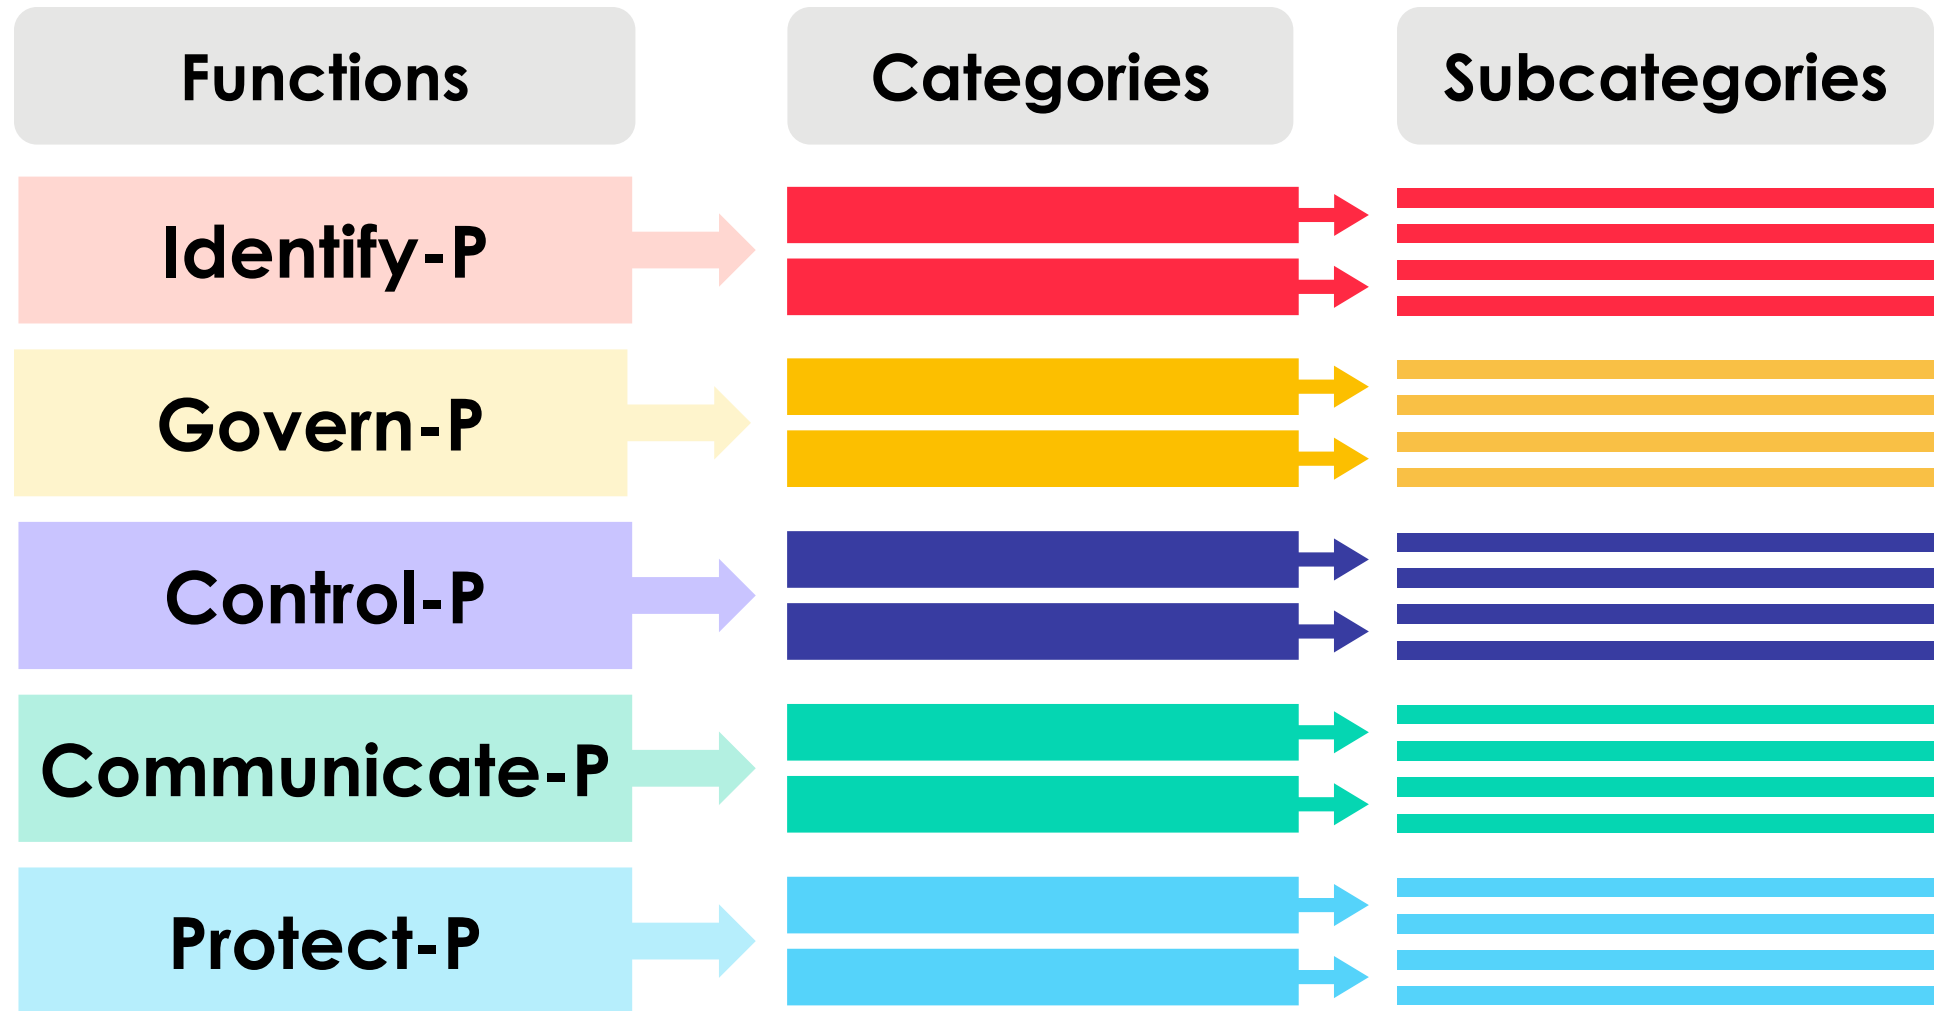 Functions
Categories
Subcategories
Identify-P
Govern-P
Control-P
Communicate-P
Protect-P